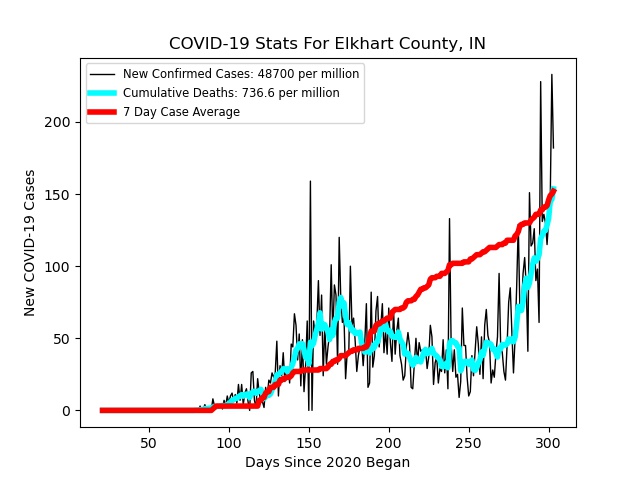 COVID-19 Stats For Elkhart County, IN
New Confirmed Cases: 48700 per million
Cumulative Deaths: 736.6 per million
7 Day Case Average
New COVID-19 Cases
200
150
100
50
0
50 100 150 200 250 300
Days Since 2020 Began